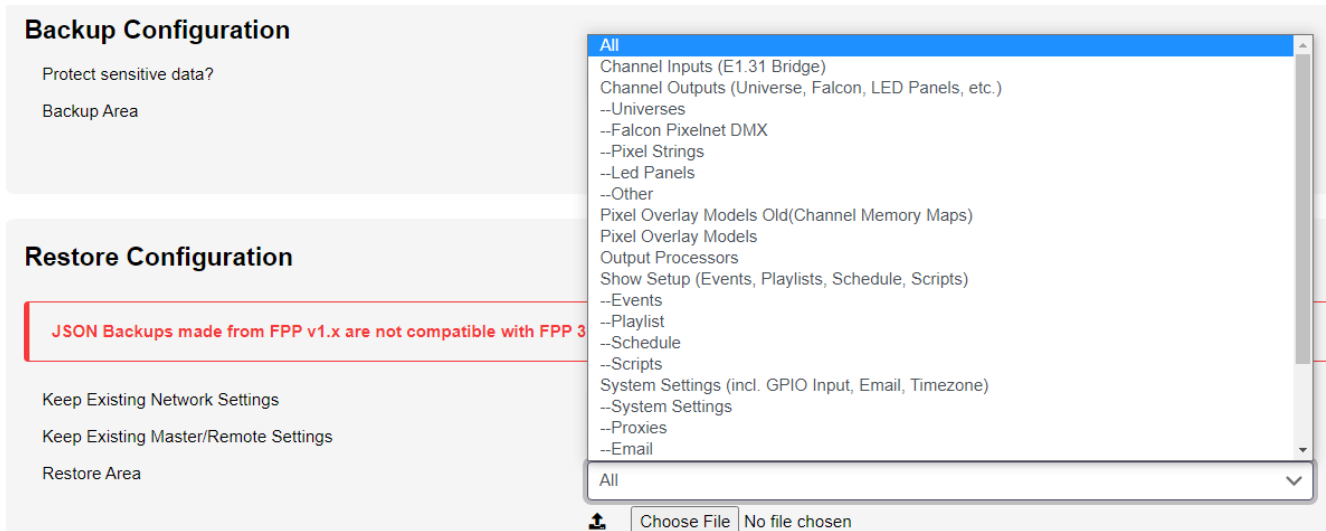 Backup Configuration
Protect sensitive data?
Backup Area
Restore Configuration
JSON Backups made from FPP v1.x are not compatible with FPP 3
Keep Existing Network Settings
Keep Existing Master/Remote Settings
Restore Area
All
Channel Inputs (E1.31 Bridge)
Channel Outputs (Universe, Falcon, LED Panels, etc.)
--Universes
--Falcon Pixelnet DMX
--Pixel Strings
--Led Panels
--Other
Pixel Overlay Models Old(Channel Memory Maps)
Pixel Overlay Models
Output Processors
Show Setup (Events, Playlists, Schedule, Scripts)
--Events
--Playlist
--Schedule
--Scripts
System Settings (incl. GPIO Input, Email, Timezone)
--System Settings
--Proxies
--Email
All
Choose File No file chosen